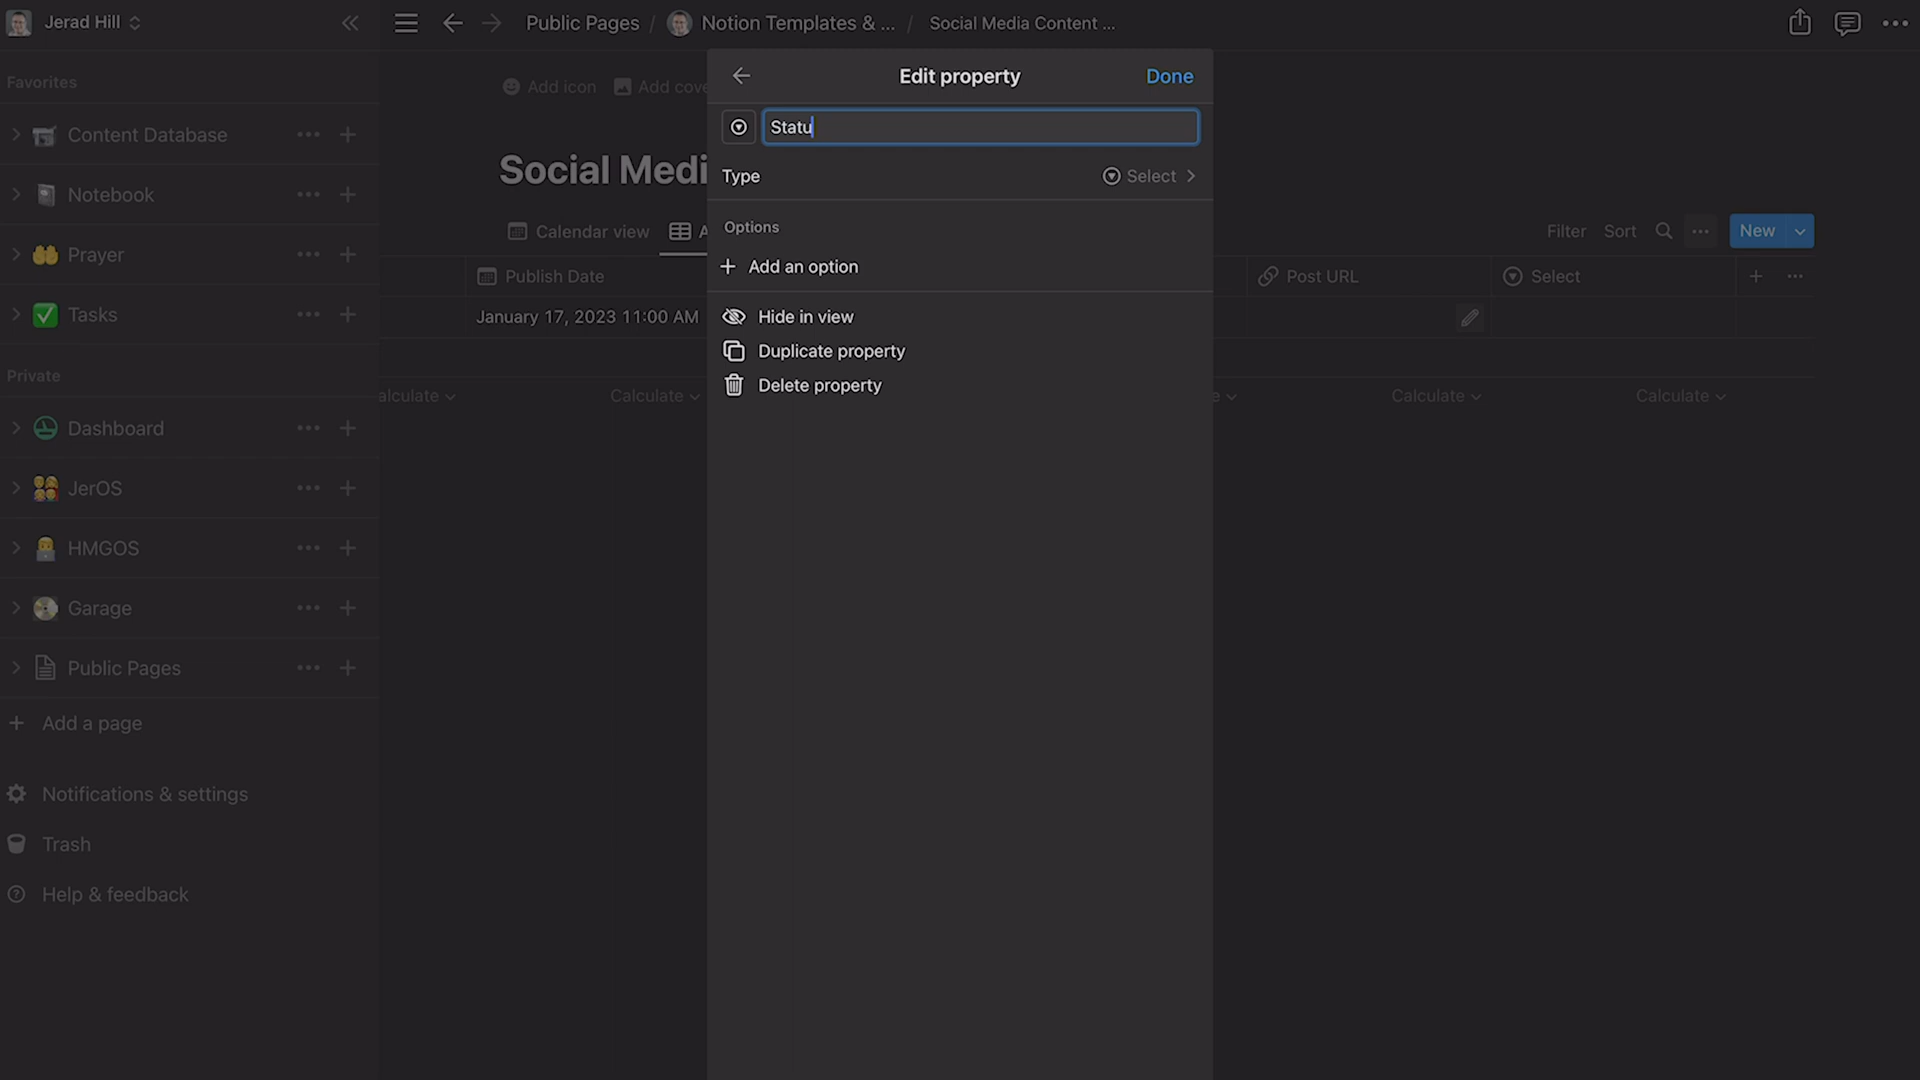 Jerad Hill
Public Pages / Notion Templates & ... / Social Media Content ...
Favorites
Content Database
Notebook
Prayer
Tasks
Private
Dashboard
JerOS
HMGOS
Garage
Public Pages
Add a page
Notifications & settings
Trash
Help & feedback
Add icon Add cove
Social Medi
Calendar view A
Filter Sort New
Publish Date Post URL Select
January 17, 2023 11:00 AM
alculate Calculate e Calculate Calculate
Edit property Done
Statu
Type Select
Options
Add an option
Hide in view
Duplicate property
Delete property